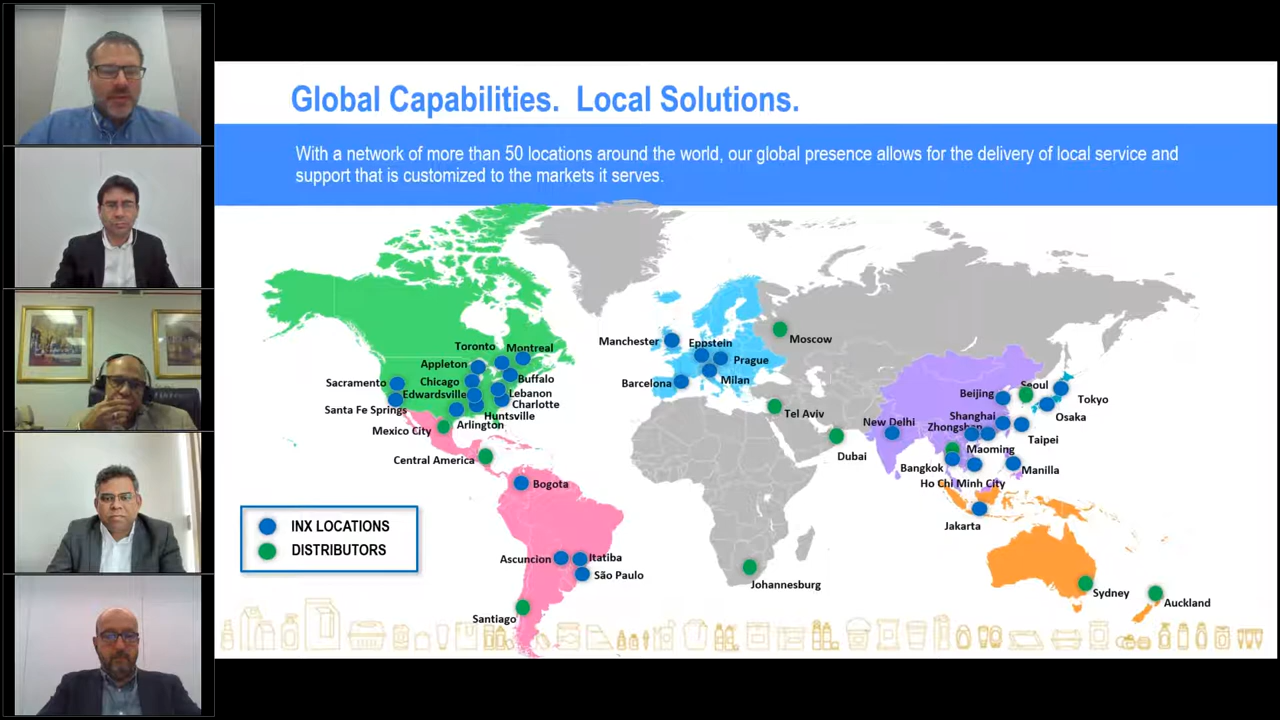 Global Capabilities.  Local Solutions.
With a network of more than 50 locations around the world, our global presence allows for the delivery of local service and
support that is customized to the markets it serves.
Toronto
Montreal
Appleton
Sacramento
Chicago
Buffalo
Edwardsville
Lebanon
Santa Fe Springs
Charlotte
Huntsville
Arlington
Mexico City
Central America
Bogota
Ascuncion
Itatiba
São Paulo
Santiago
Manchester
Eppstein
Prague
Barcelona
Milan
Moscow
Tel Aviv
Dubai
Johannesburg
New Delhi
Beijing
Seoul
Tokyo
Osaka
Shanghai
Zhongshan
Taipei
Maoming
Bangkok
Manilla
Ho Chi Minh City
Jakarta
Sydney
Auckland
INX LOCATIONS
DISTRIBUTORS